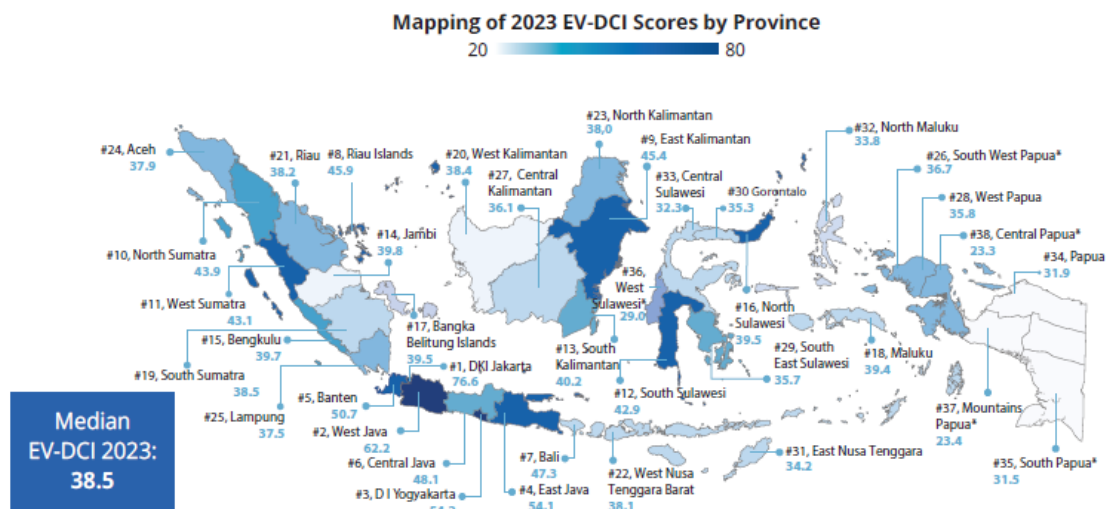 Mapping of 2023 EV-DCI Scores by Province
20
80
#24, Aceh
37.9
#21, Riau
38.2
#8, Riau Islands
45.9
#20, West Kalimantan
38.4
#27, Central
Kalimantan
36.1
#23, North Kalimantan
38,0
#9, East Kalimantan
45.4
#33, Central
Sulawesi
32.3
#30 Gorontalo
35.3
#32, North Maluku
33.8
#26, South West Papua*
36.7
#28, West Papua
35.8
#38, Central Papua*
23.3
#34, Papua
31.9
#10, North Sumatra
43.9
#14, Jambi
39.8
#11, West Sumatra
43.1
#15, Bengkulu
39.7
#17, Bangka
Belitung Islands
39.5
#19, South Sumatra
38.5
#25, Lampung
37.5
#1, DKI Jakarta
76.6
#5, Banten
50.7
#2, West Java
62.2
#6, Central Java
48.1
#3, D I Yogyakarta
#4, East Java
54.1
#7, Bali
47.3
#22, West Nusa
Tenggara Barat
38.1
#13, South
Kalimantan
40.2
#36,
West
Sulawesi*
29.0
#12, South Sulawesi
42.9
#16, North
Sulawesi
39.5
#29, South
East Sulawesi
35.7
#18, Maluku
39.4
#31, East Nusa Tenggara
34.2
#37, Mountains
Papua*
23.4
#35, South Papua*
31.5
Median
EV-DCI 2023:
38.5